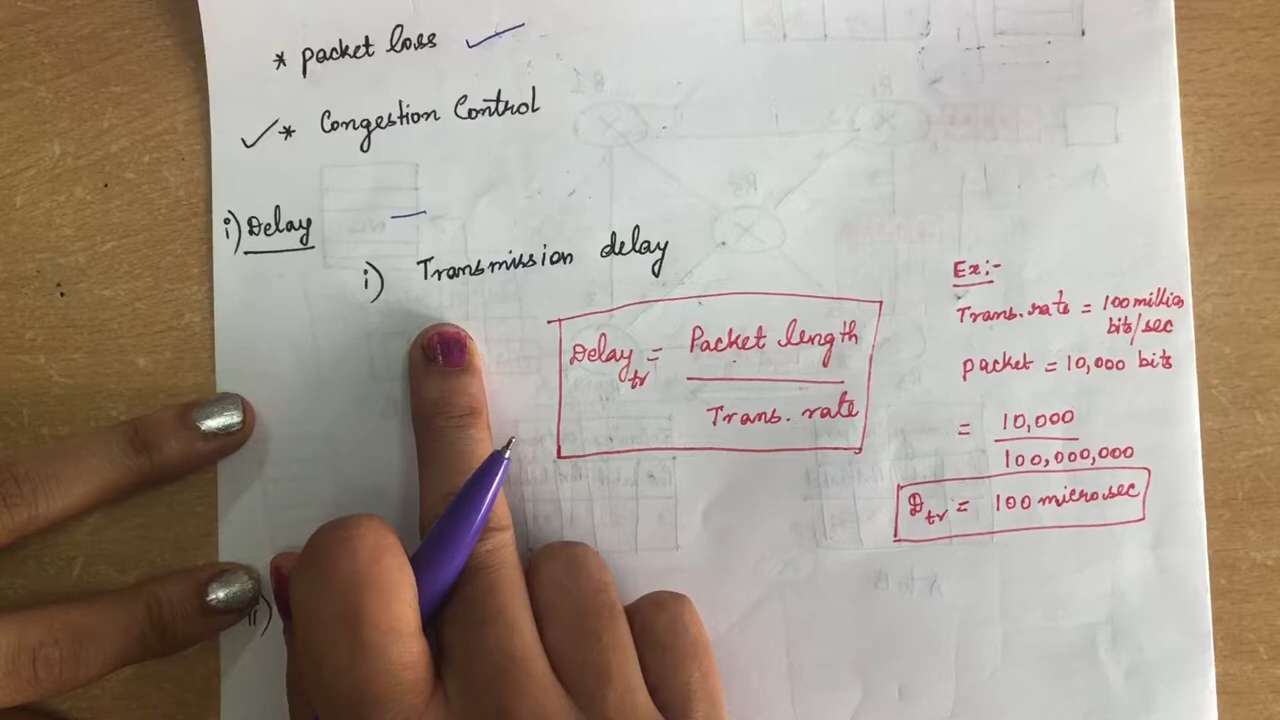 * packet loss ✓
✓ * Congestion Control
i) Delay —
i) Transmission delay
Delay tr = Packet length
Trans. rate
Ex:-
Trans. rate = 100 million
bits/sec
packet = 10,000 bits
= 10,000
100,000,000
D tr = 100 microsec
ii)